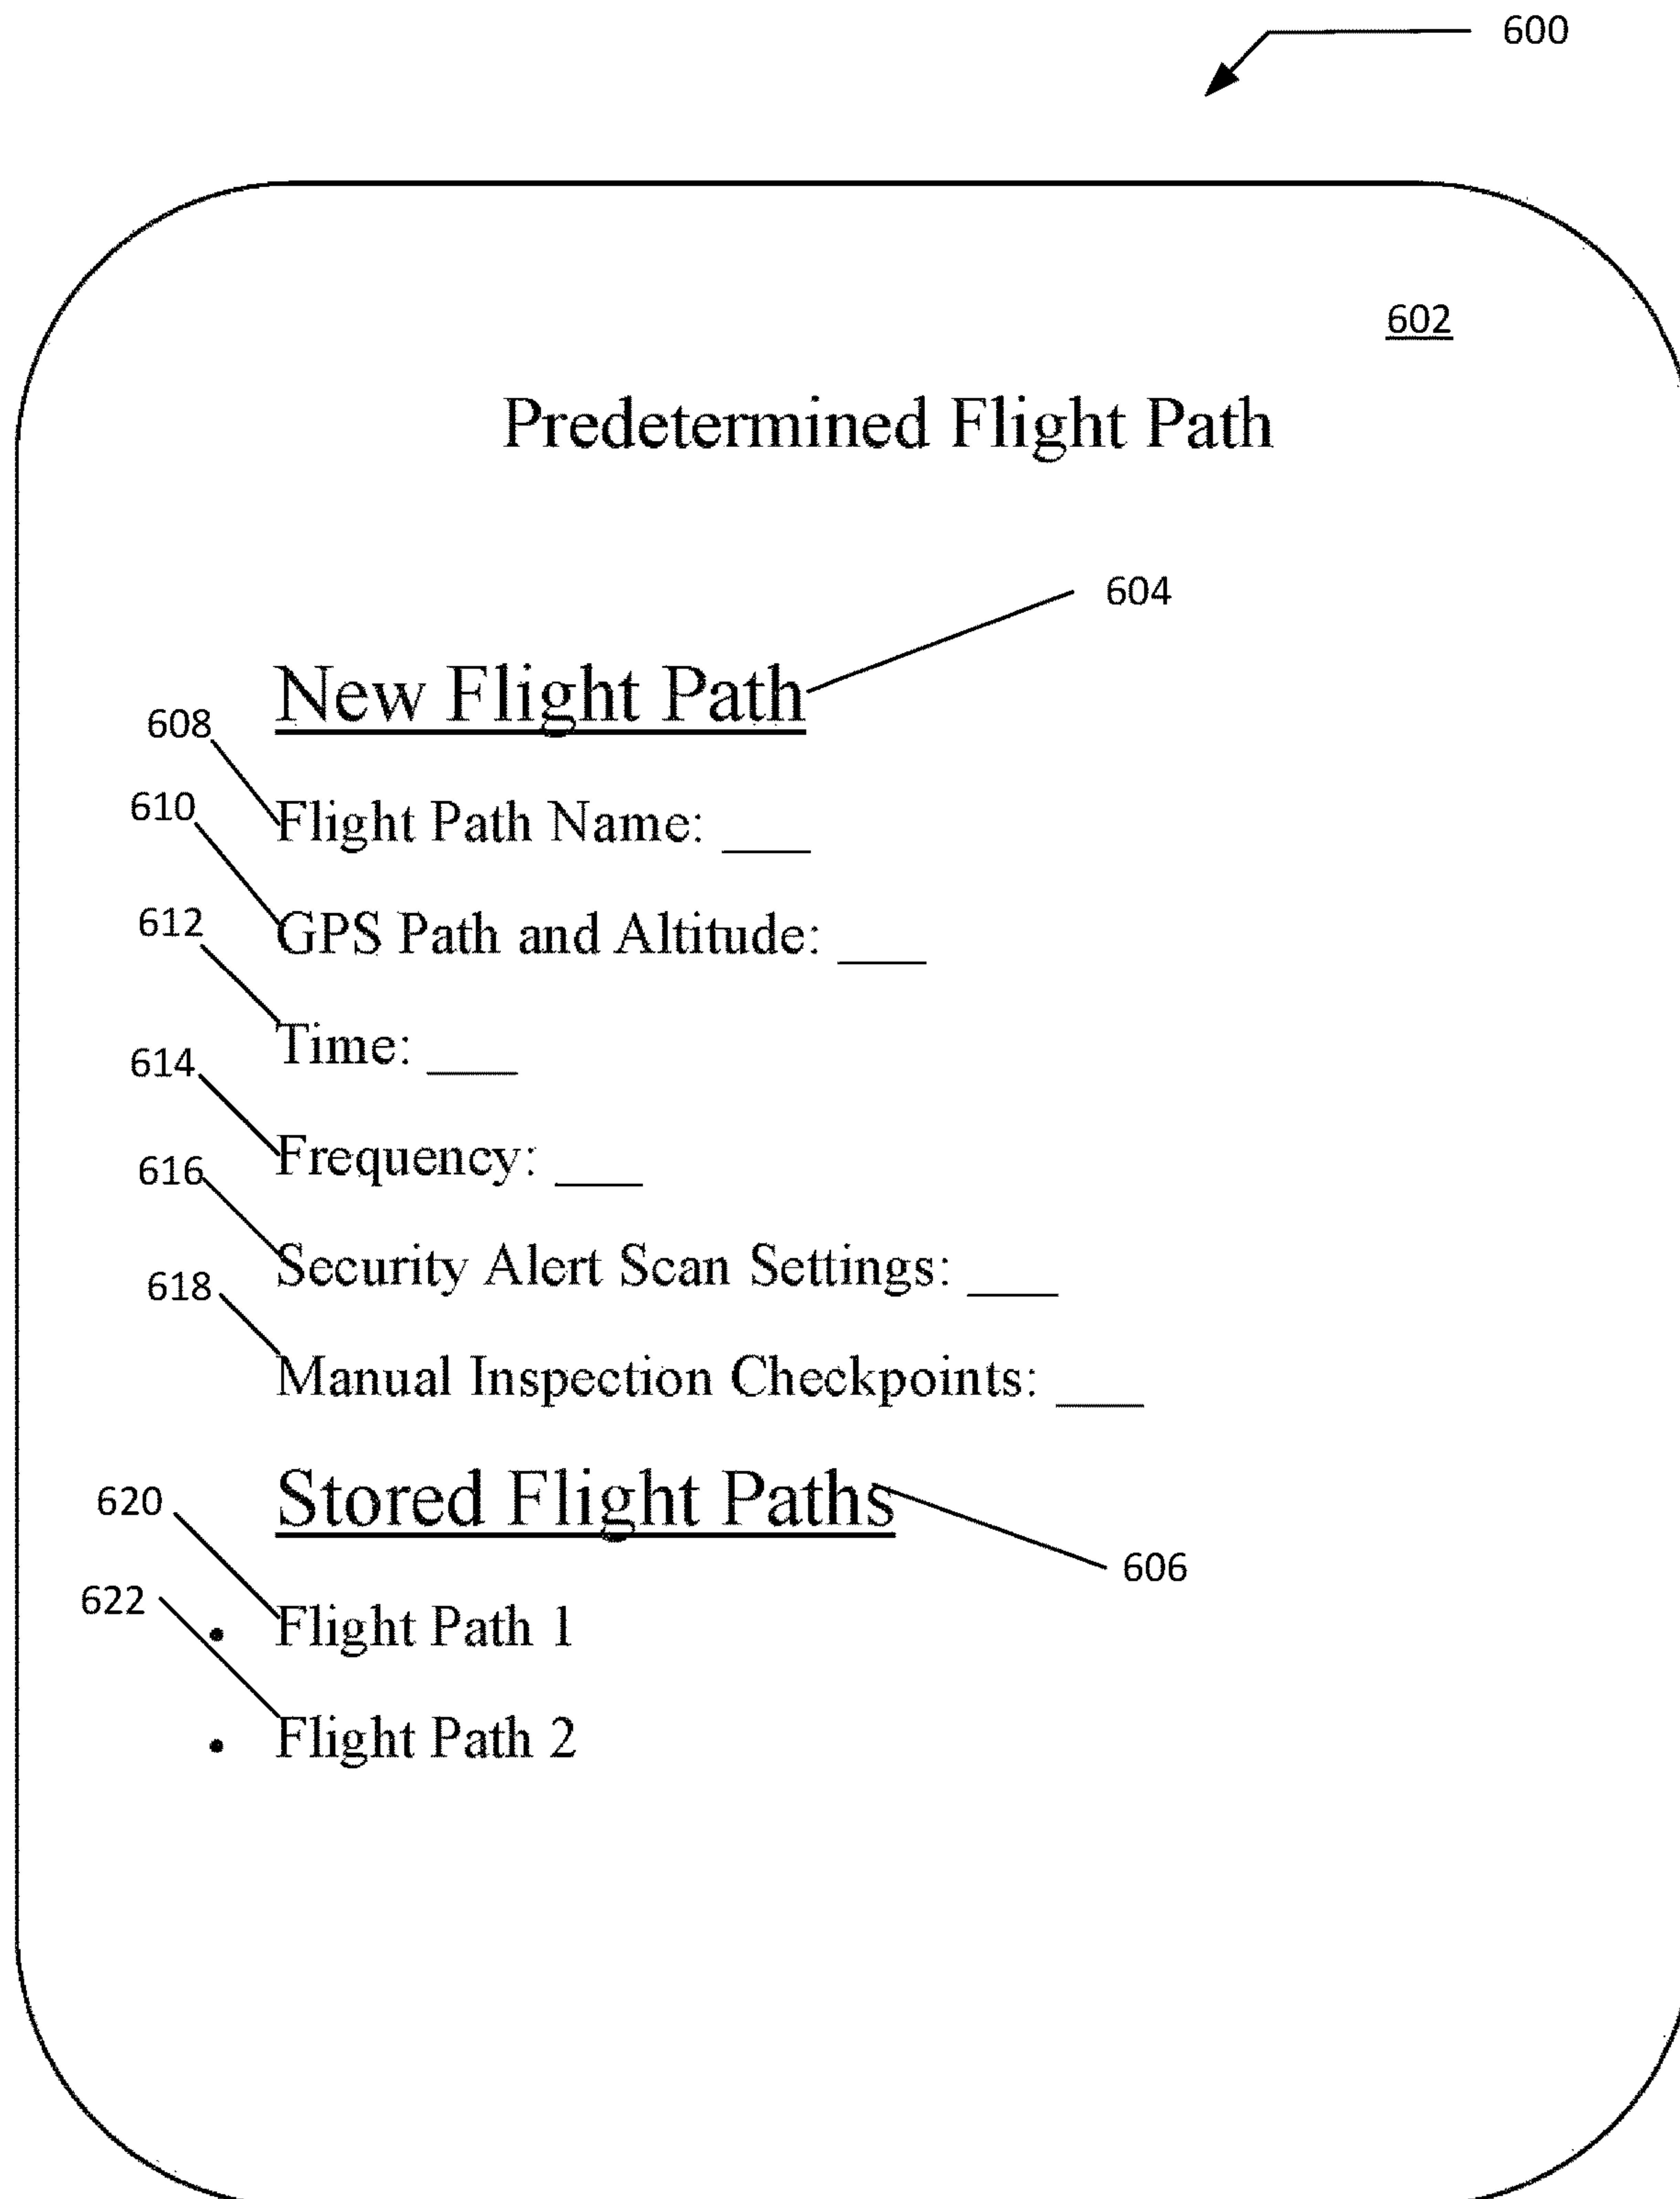 600
602
Predetermined Flight Path
604
New Flight Path
608
Flight Path Name: ___
610
GPS Path and Altitude: ___
612
Time: ___
614
Frequency: ___
616
Security Alert Scan Settings: ___
618
Manual Inspection Checkpoints: ___
Stored Flight Paths
620
606
622
• Flight Path 1
• Flight Path 2